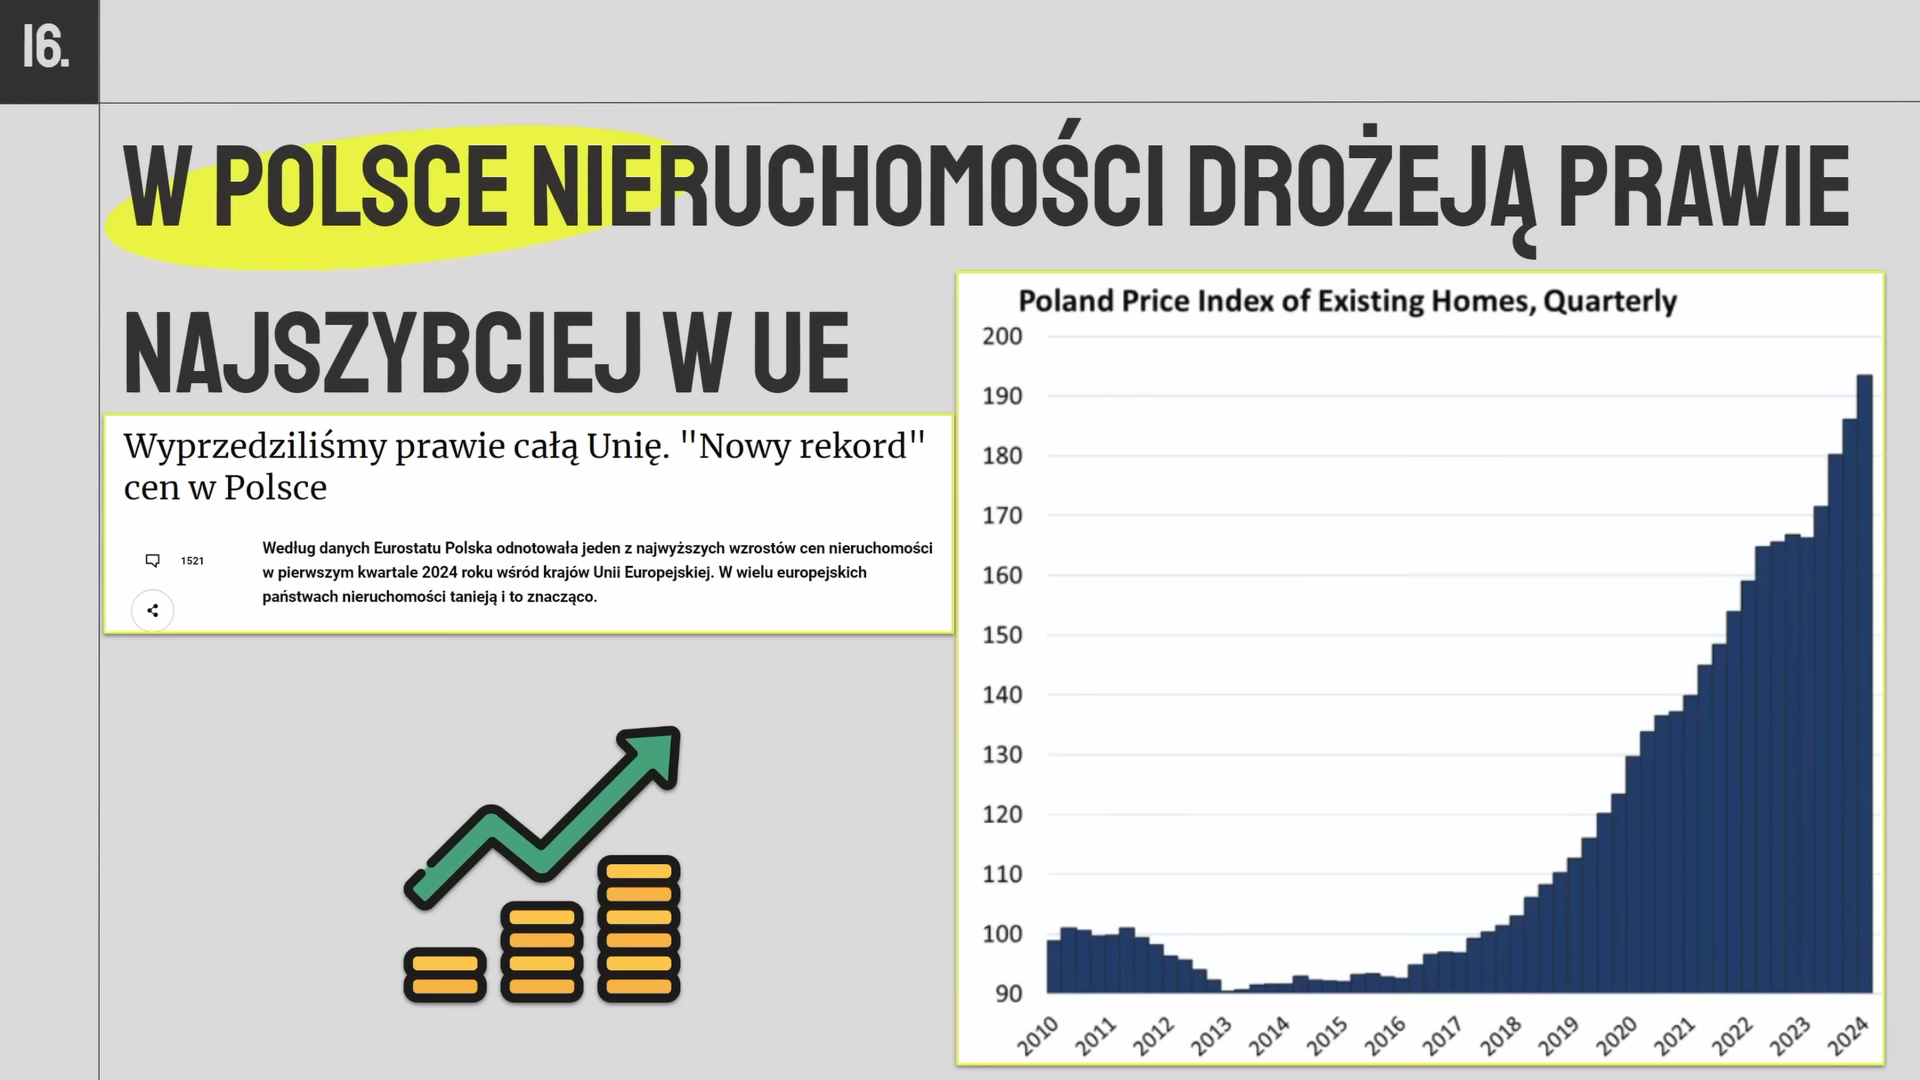 16.
W POLSCE NIERUCHOMOŚCI DROŻEJĄ PRAWIE
NAJSZYBCIEJ W UE
Wyprzedziliśmy prawie całą Unię. "Nowy rekord"
cen w Polsce
1521
Według danych Eurostatu Polska odnotowała jeden z najwyższych wzrostów cen nieruchomości
w pierwszym kwartale 2024 roku wśród krajów Unii Europejskiej. W wielu europejskich
państwach nieruchomości tanieją i to znacząco.
Poland Price Index of Existing Homes, Quarterly
200
190
180
170
160
150
140
130
120
110
100
90
2010 2011 2012 2013 2014 2015 2016 2017 2018 2019 2020 2021 2022 2023 2024